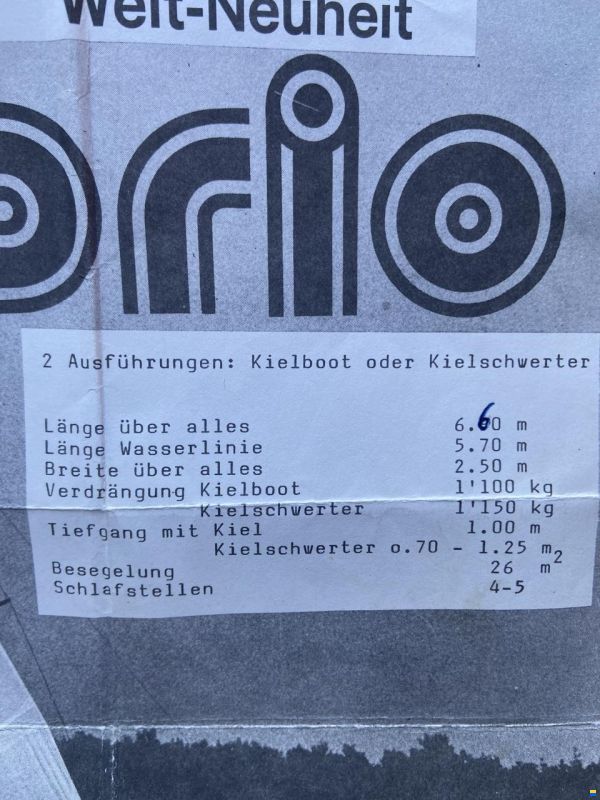 Welt-Neuheit
orio
2 Ausführungen: Kielboot oder Kielschwerter
Länge über alles 6.60 m
Länge Wasserlinie 5.70 m
Breite über alles 2.50 m
Verdrängung Kielboot 1'100 kg
Kielschwerter 1'150 kg
Tiefgang mit Kiel 1.00 m
Kielschwerter o.70 - 1.25 m
Besegelung 26 m2
Schlafstellen 4-5